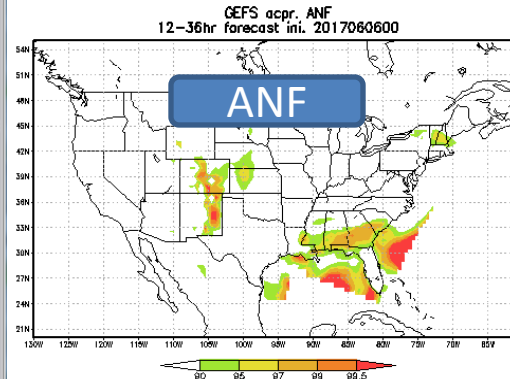 GEFS acpr. ANF
12-36hr forecast ini. 2017060600
54N
51N
ANF
48N
45N
42N
39N
36N
33N
30N
27N
24N
21N
130W 125W 120W 115W 110W 105W 100W 95W 90W 85W 80W 75W 70W 65W
90 95 97 99 99.5